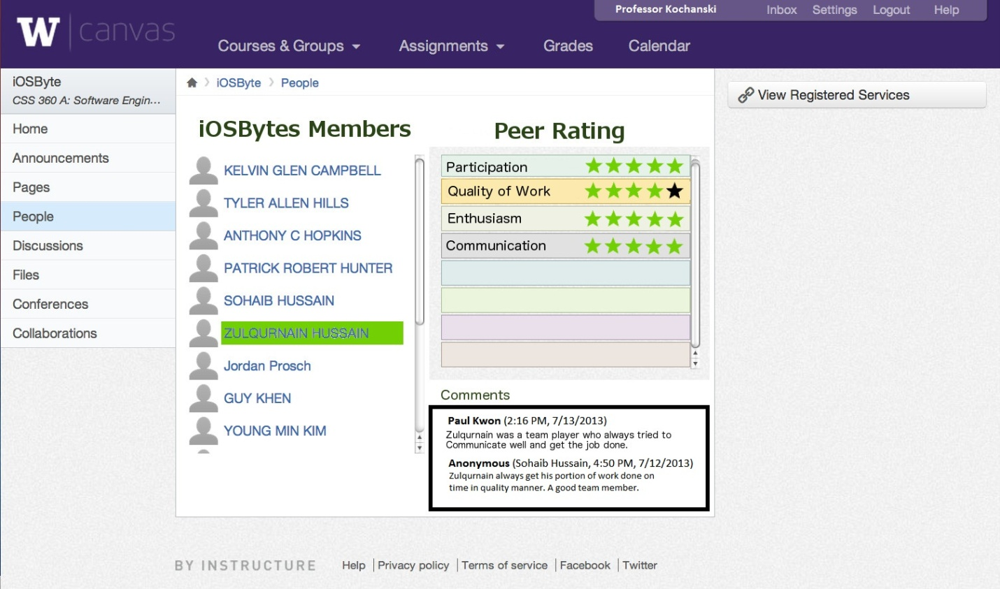 Professor Kochanski
Inbox Settings Logout Help
W canvas
Courses & Groups Assignments Grades Calendar
iOSByte
CSS 360 A: Software Engin...
Home
Announcements
Pages
People
Discussions
Files
Conferences
Collaborations
iOSByte People
iOSBytes Members
KELVIN GLEN CAMPBELL
TYLER ALLEN HILLS
ANTHONY C HOPKINS
PATRICK ROBERT HUNTER
SOHAIB HUSSAIN
ZULQURNAIN HUSSAIN
Jordan Prosch
GUY KHEN
YOUNG MIN KIM
Peer Rating
Participation
Quality of Work
Enthusiasm
Communication
Comments
Paul Kwon (2:16 PM, 7/13/2013)
Zulqurnain was a team player who always tried to
Communicate well and get the job done.
Anonymous (Sohaib Hussain, 4:50 PM, 7/12/2013)
Zulqurnain always get his portion of work done on
time in quality manner. A good team member.
View Registered Services
BY INSTRUCTURE Help Privacy policy Terms of service Facebook Twitter